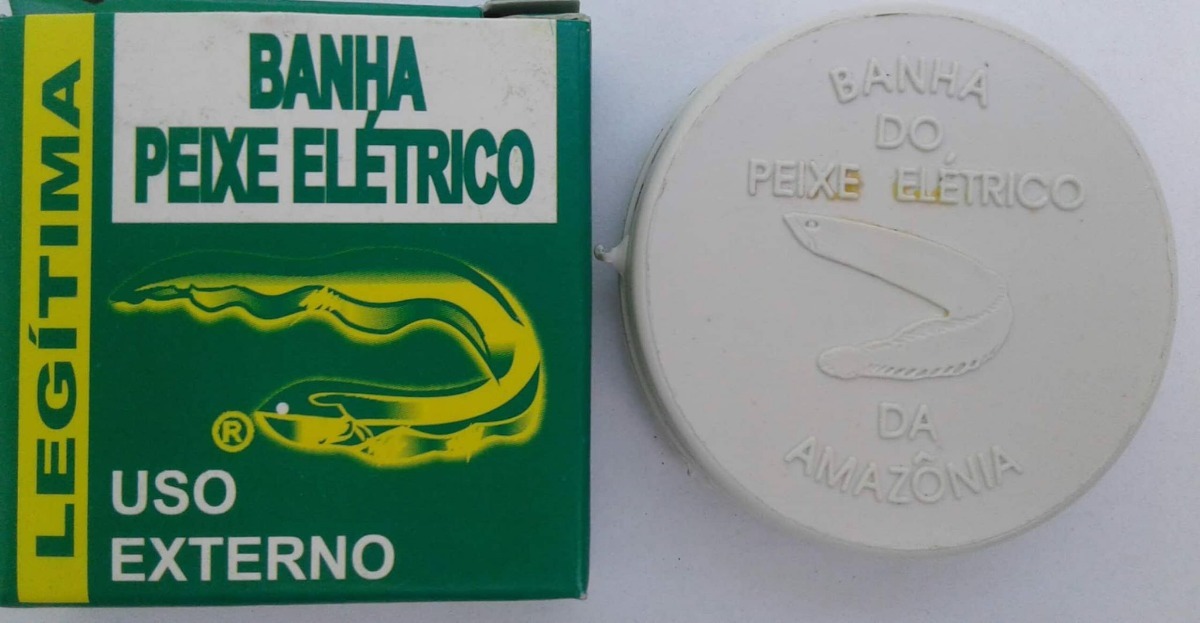 LEGÍTIMA
BANHA
PEIXE ELÉTRICO
®
USO
EXTERNO
BANHA
DO
PEIXE ELÉTRICO
DA
AMAZÔNIA